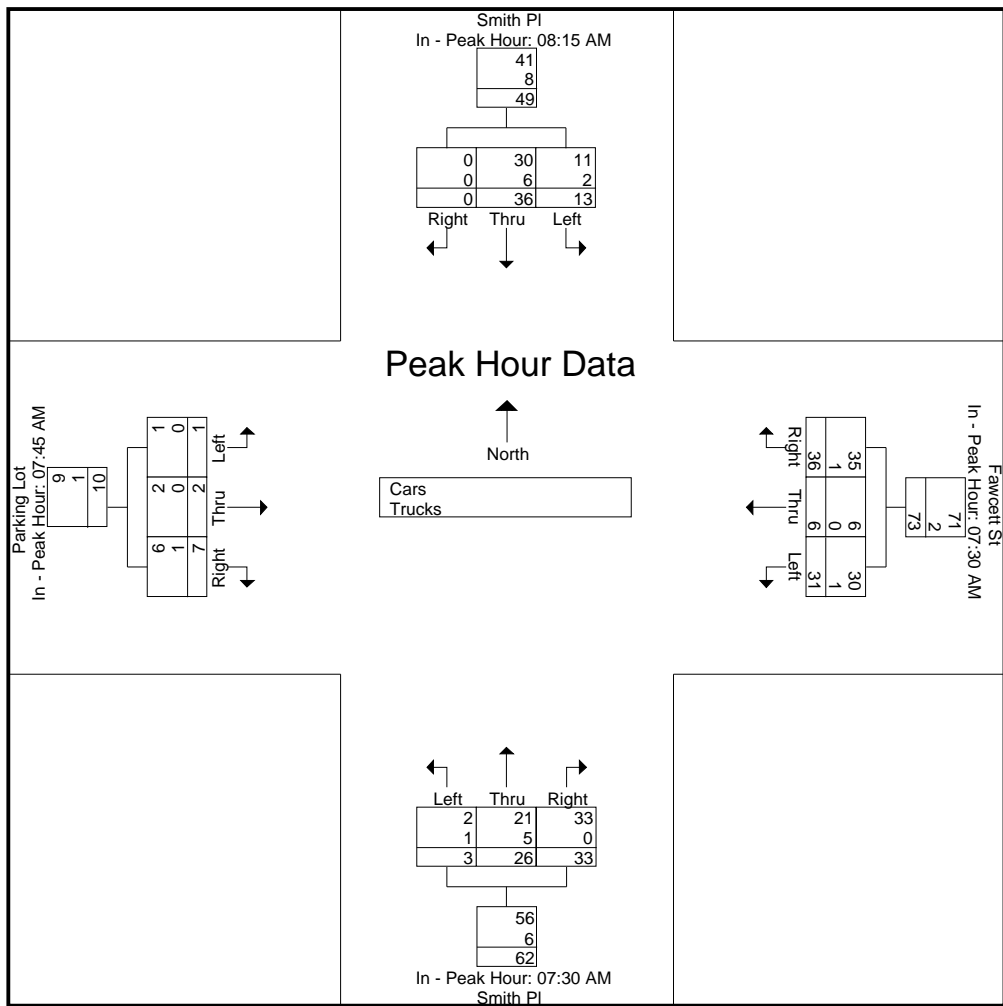 Smith Pl
In - Peak Hour: 08:15 AM
41
8
49
0 30 11
0 6 2
0 36 13
Right Thru Left
Peak Hour Data
North
Cars
Trucks
Parking Lot
In - Peak Hour: 07:45 AM
9 1 10
1 0 1 Left
2 0 2 Thru
6 1 7 Right
Fawcett St
In - Peak Hour: 07:30 AM
71
2
73
35 6 30
1 0 1
36 6 31
Right Thru Left
Left Thru Right
2 21 33
1 5 0
3 26 33
56
6
62
In - Peak Hour: 07:30 AM
Smith Pl